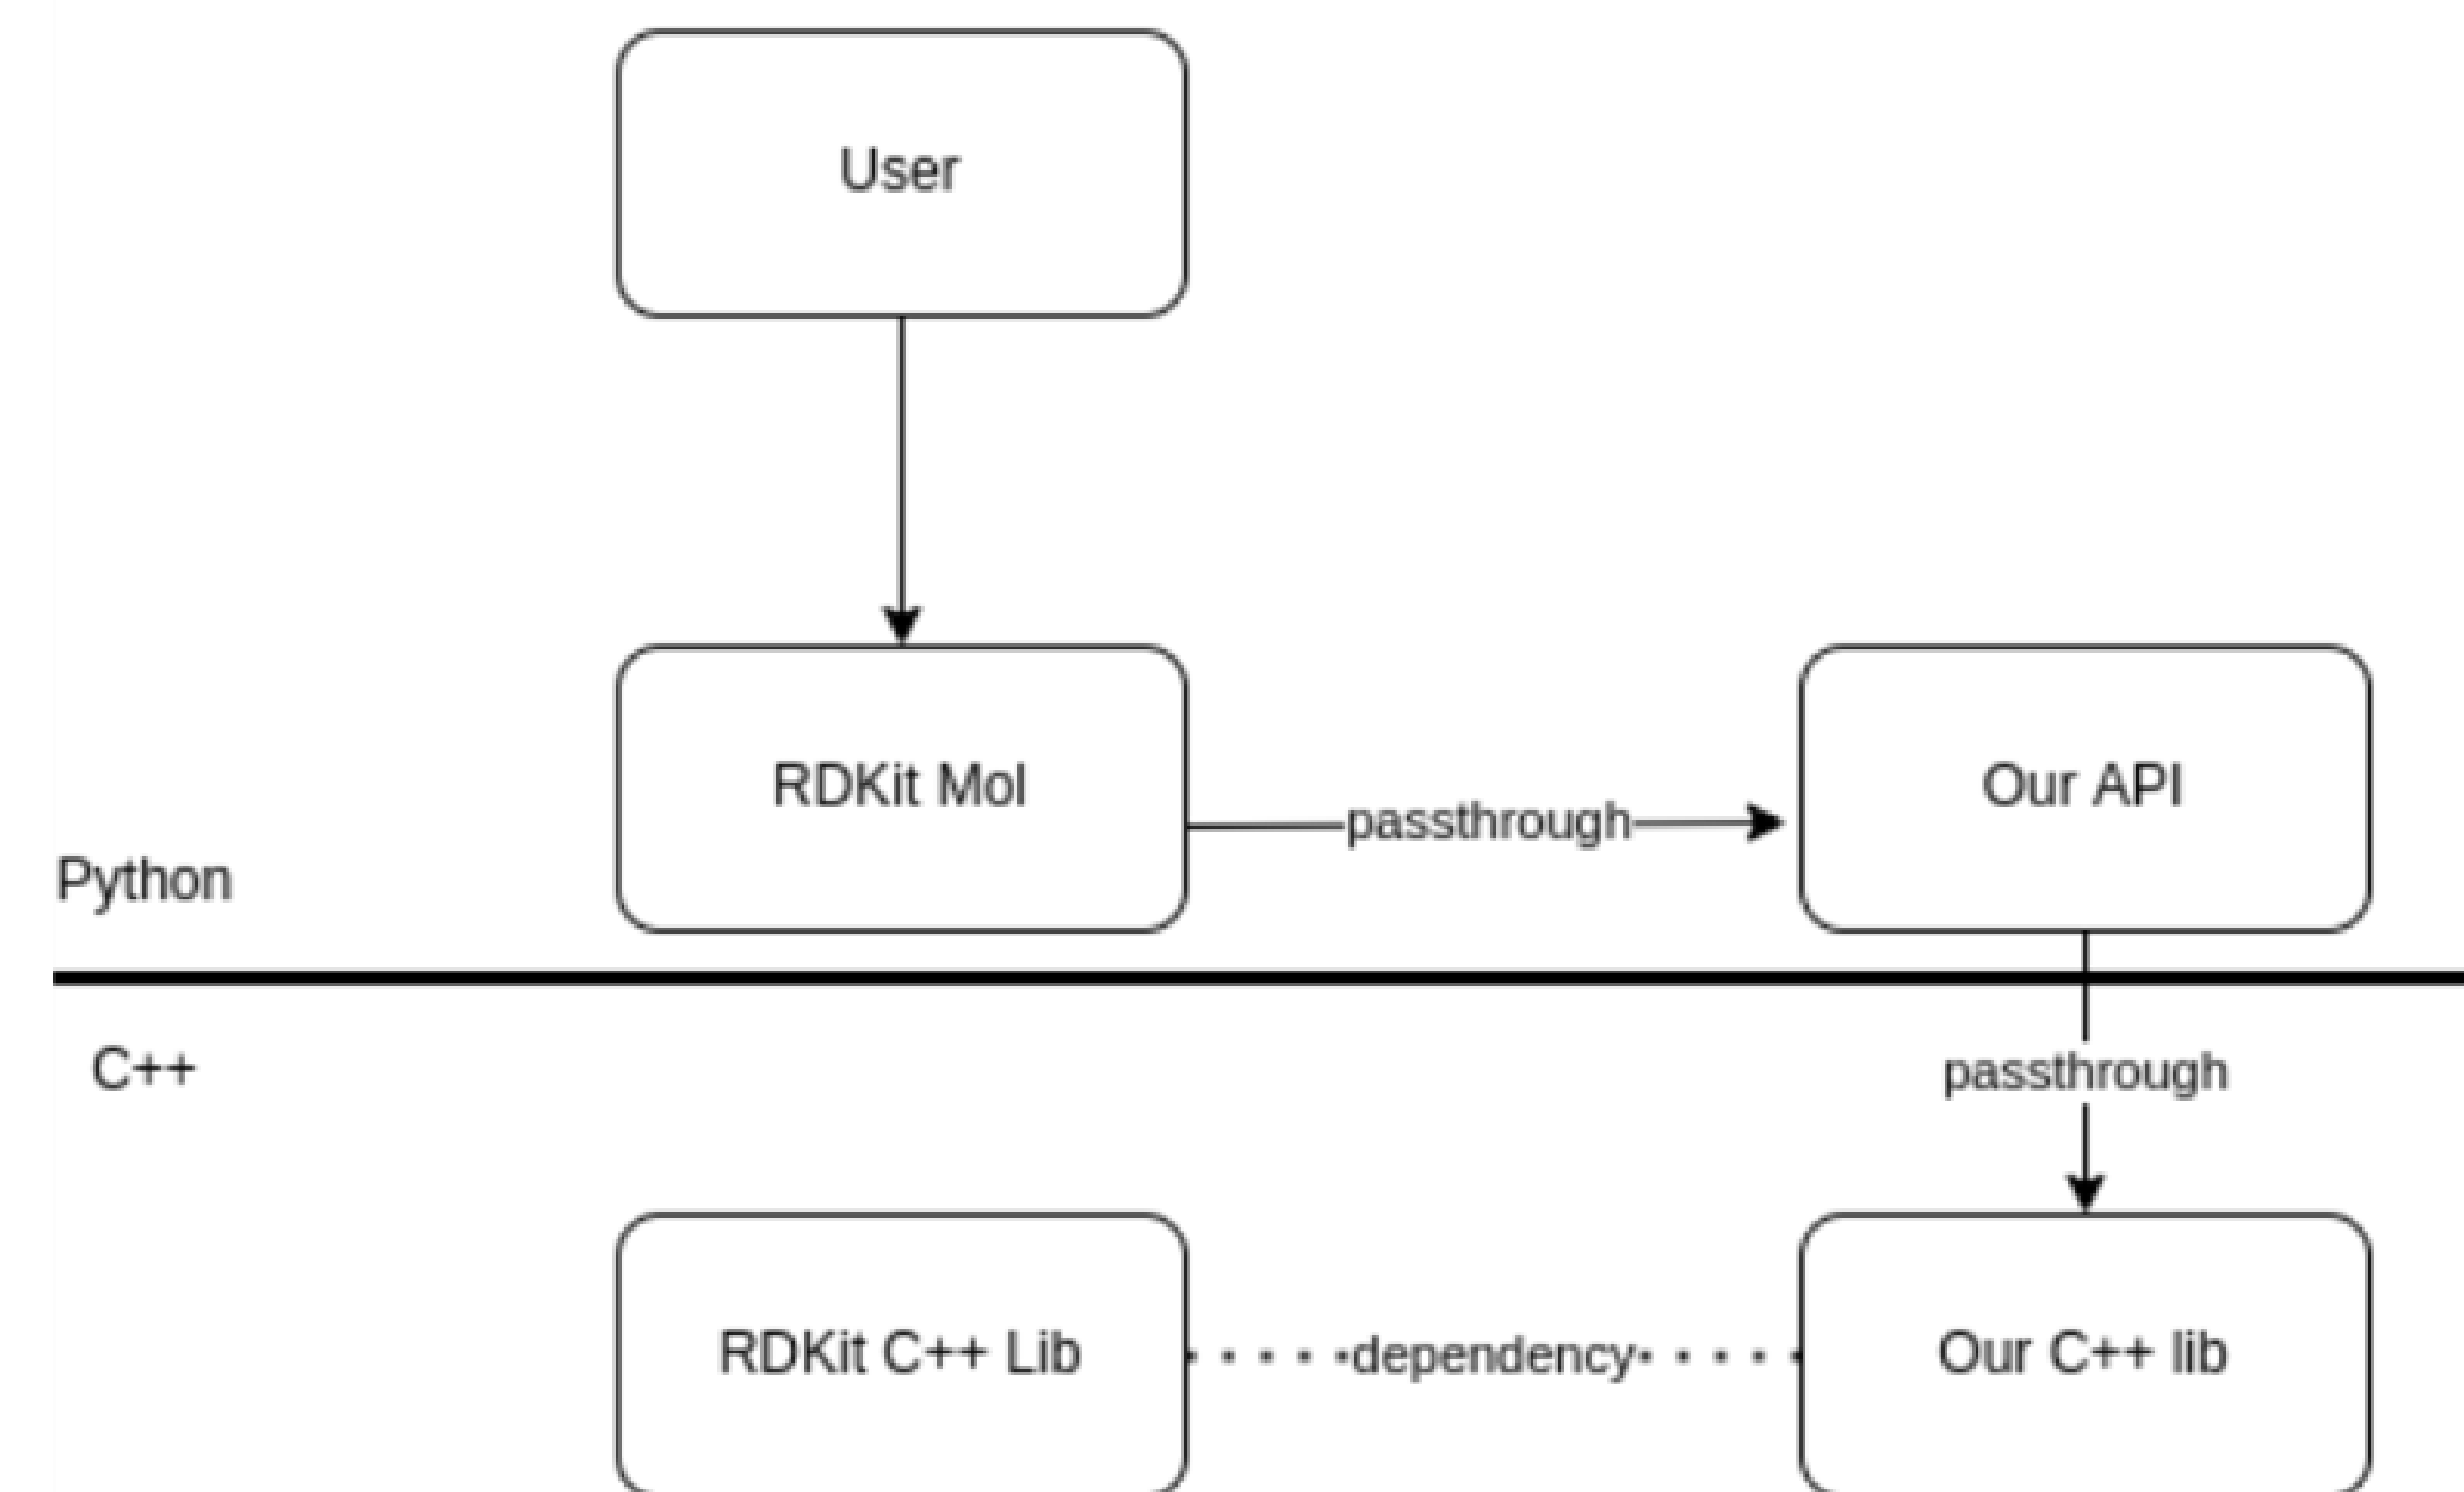 User
RDKit Mol
passthrough
Our API
Python
C++
passthrough
RDKit C++ Lib
dependency
Our C++ lib